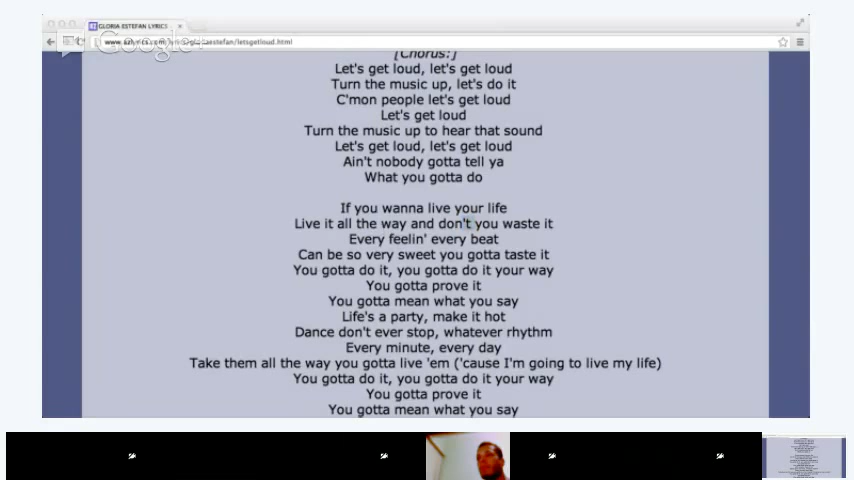 GLORIA ESTEFAN LYRICS
Google+
[Chorus:]
Let's get loud, let's get loud
Turn the music up, let's do it
C'mon people let's get loud
Let's get loud
Turn the music up to hear that sound
Let's get loud, let's get loud
Ain't nobody gotta tell ya
What you gotta do
If you wanna live your life
Live it all the way and don't you waste it
Every feelin' every beat
Can be so very sweet you gotta taste it
You gotta do it, you gotta do it your way
You gotta prove it
You gotta mean what you say
Life's a party, make it hot
Dance don't ever stop, whatever rhythm
Every minute, every day
Take them all the way you gotta live 'em ('cause I'm going to live my life)
You gotta do it, you gotta do it your way
You gotta prove it
You gotta mean what you say